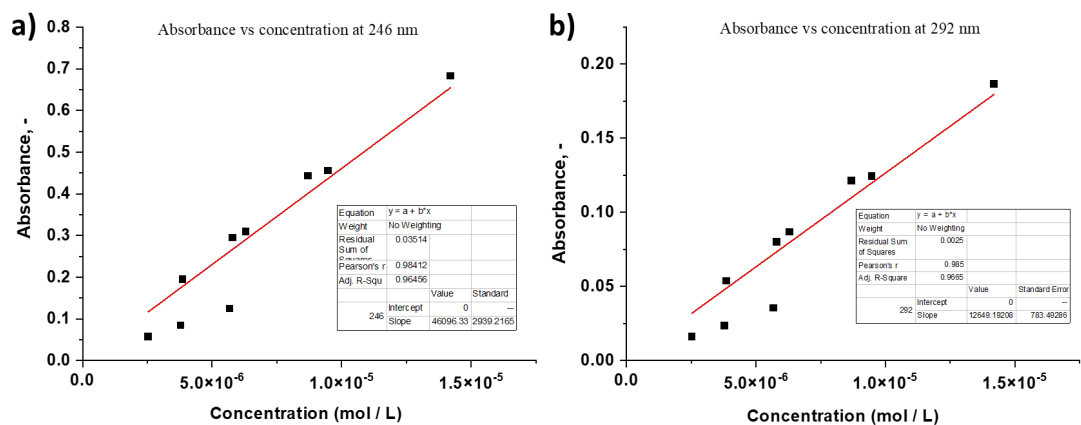 a)
Absorbance vs concentration at 246 nm
0.8
0.7
0.6
0.5
0.4
0.3
0.2
0.1
0.0
Absorbance, -
0.0
5.0×10⁻⁶
1.0×10⁻⁵
1.5×10⁻⁵
Concentration (mol / L)
Equation y = a + b*x
Weight No Weighting
Residual Sum of Squares 0.03514
Pearson's r 0.98412
Adj. R-Squ 0.96456
Value Standard
246 Intercept 0 --
Slope 46096.33 2939.2165
b)
Absorbance vs concentration at 292 nm
0.20
0.15
0.10
0.05
0.00
Absorbance, -
0.0
5.0×10⁻⁶
1.0×10⁻⁵
1.5×10⁻⁵
Concentration (mol / L)
Equation y = a + b*x
Weight No Weighting
Residual Sum of Squares 0.0025
Pearson's r 0.985
Adj. R-Square 0.9665
Value Standard Error
292 Intercept 0 --
Slope 12649.19208 783.49286